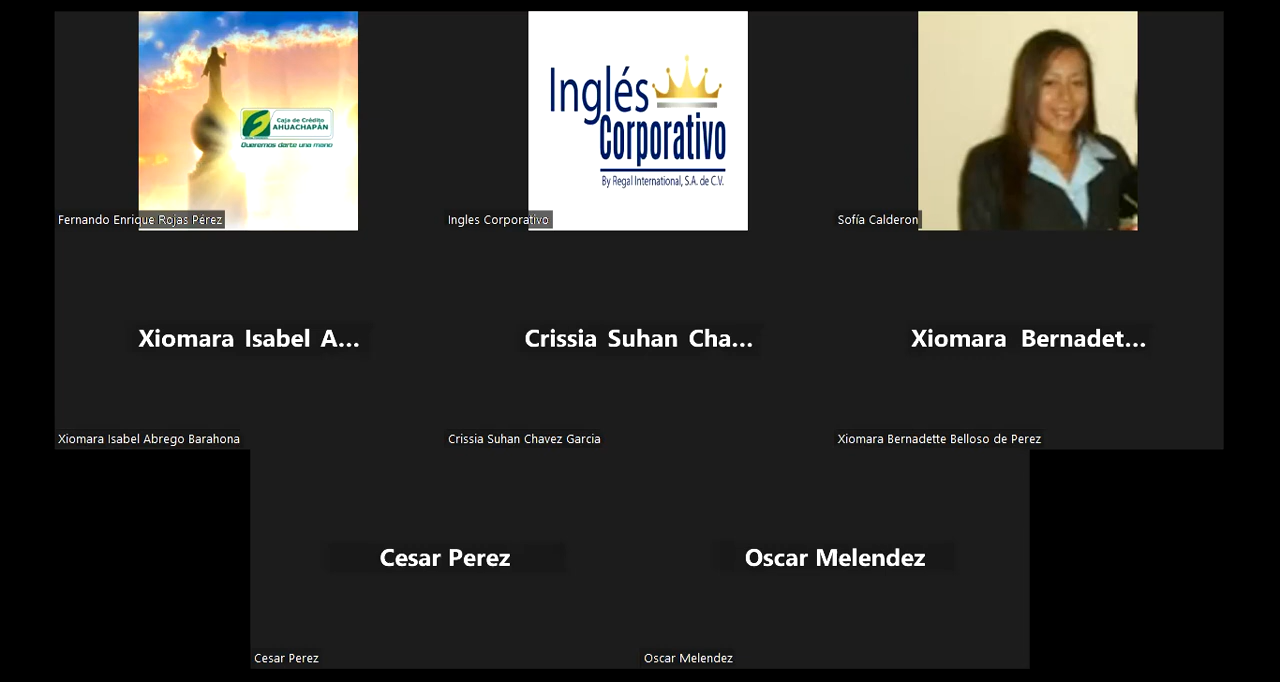 Caja de Crédito
AHUACHAPÁN
Queremos darte una mano
Fernando Enrique Rojas Pérez
Inglés
Corporativo
By Regal International, S.A. de C.V.
Ingles Corporativo
Sofía Calderon
Xiomara Isabel A...
Crissia Suhan Cha...
Xiomara Bernadet...
Xiomara Isabel Abrego Barahona
Crissia Suhan Chavez Garcia
Xiomara Bernadette Belloso de Perez
Cesar Perez
Oscar Melendez
Cesar Perez
Oscar Melendez